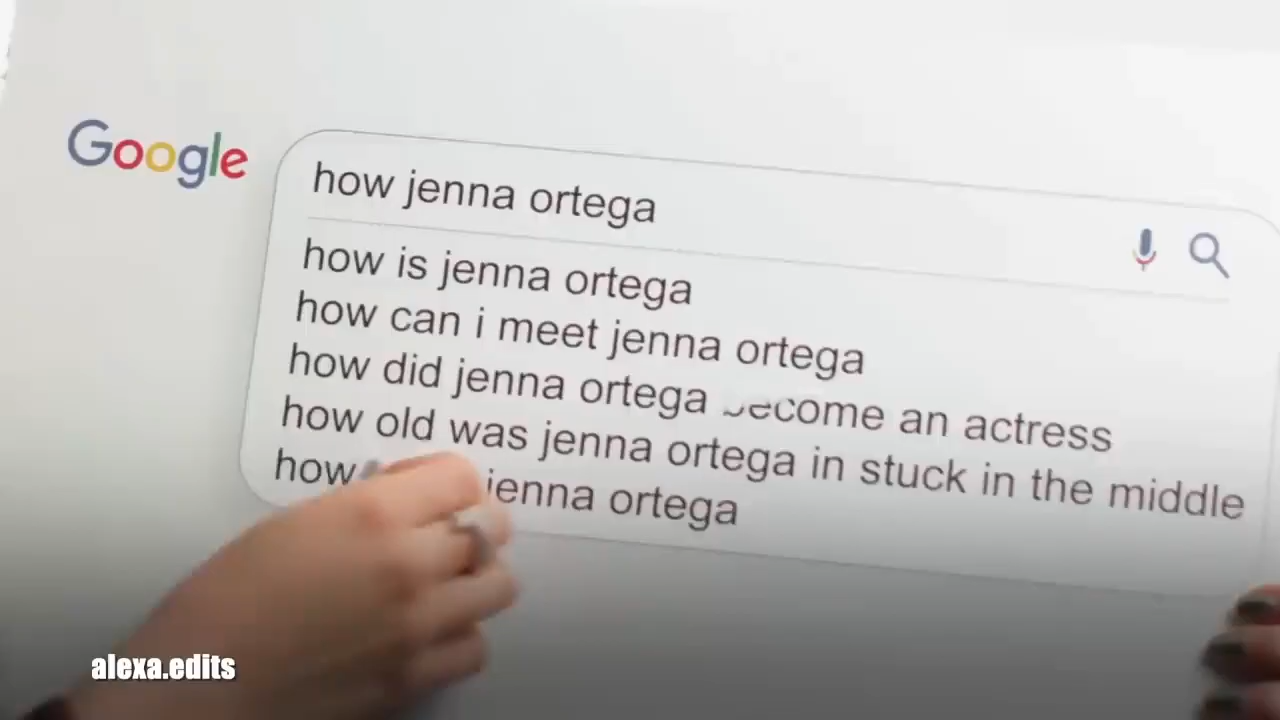 Google
how jenna ortega
how is jenna ortega
how can i meet jenna ortega
how did jenna ortega become an actress
how old was jenna ortega in stuck in the middle
how jenna ortega
alexa.edits